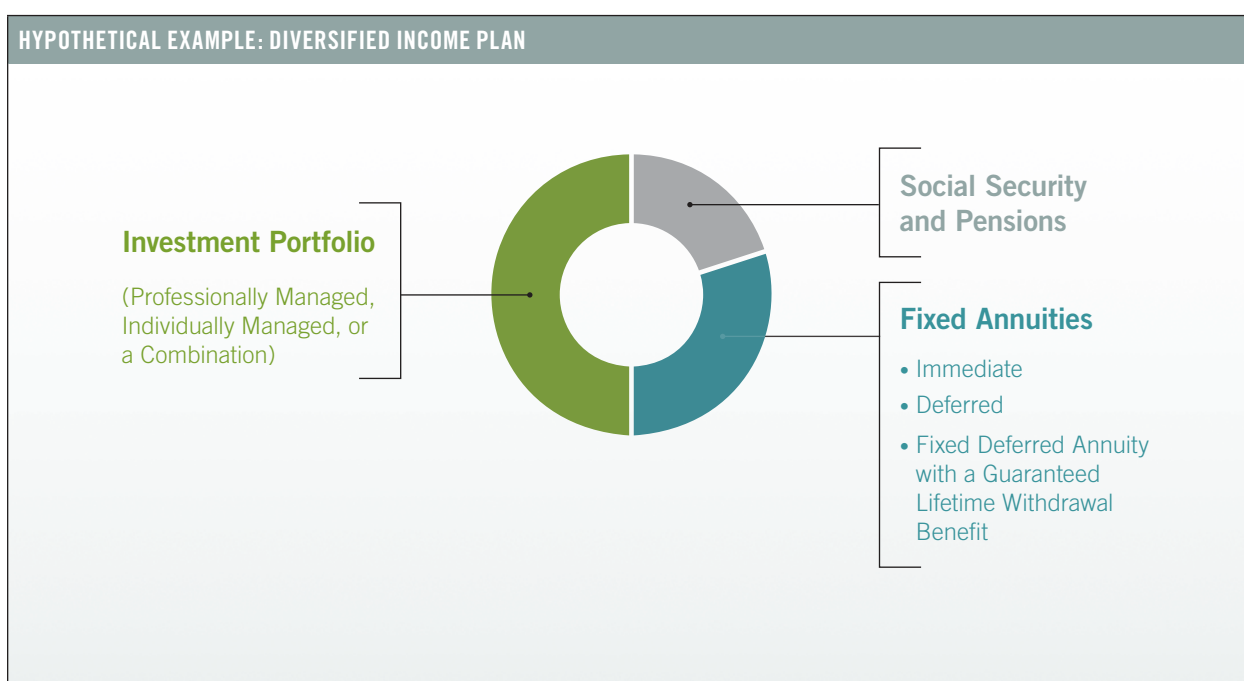 HYPOTHETICAL EXAMPLE: DIVERSIFIED INCOME PLAN
Investment Portfolio
(Professionally Managed,
Individually Managed, or
a Combination)
Social Security
and Pensions
Fixed Annuities
• Immediate
• Deferred
• Fixed Deferred Annuity
with a Guaranteed
Lifetime Withdrawal
Benefit